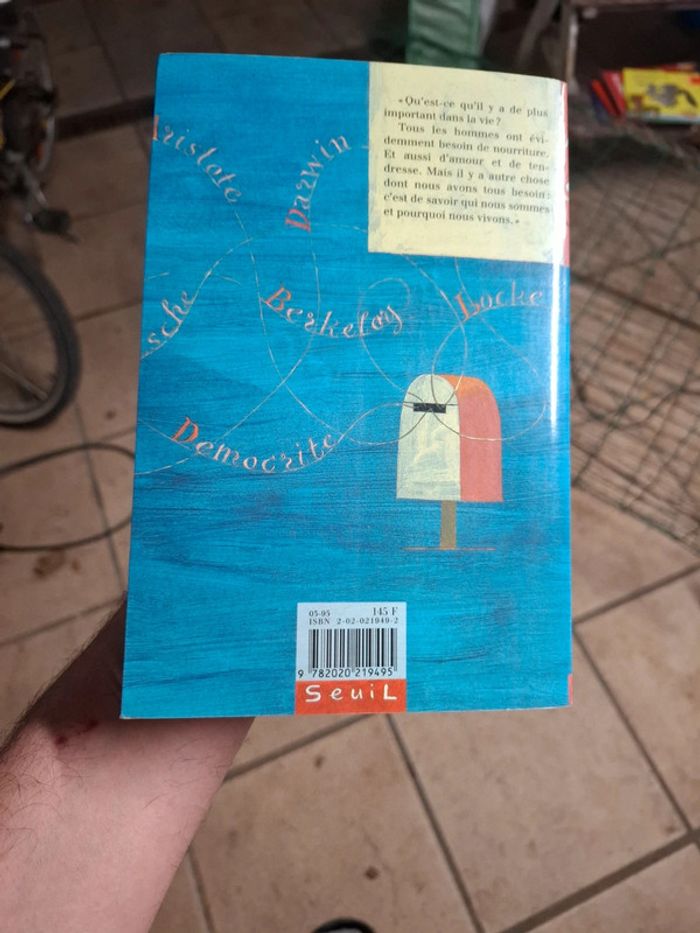 « Qu'est-ce qu'il y a de plus
important dans la vie ?
Tous les hommes ont évi-
demment besoin de nourriture.
Et aussi d'amour et de ten-
dresse. Mais il y a autre chose
dont nous avons tous besoin :
c'est de savoir qui nous sommes
et pourquoi nous vivons. »
Aristote
Darwin
sche
Berkeley
Locke
Democrite
05-95 145 F
ISBN 2-02-021949-2
9 782020 219495
SeuiL